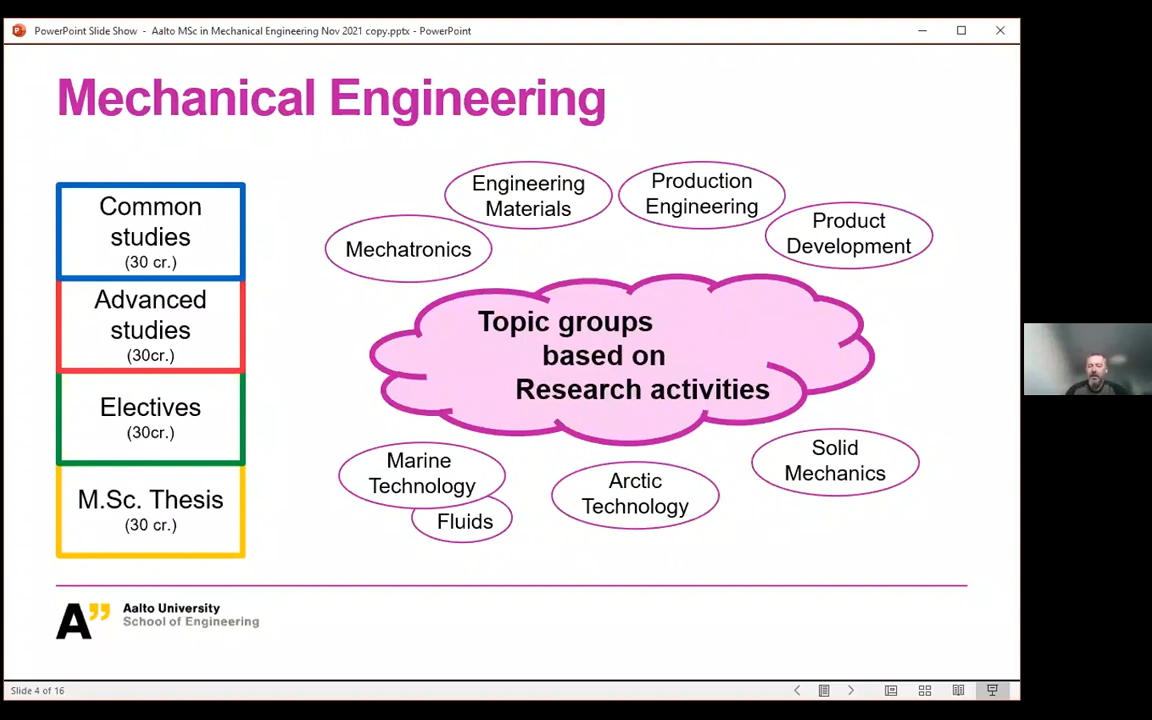 PowerPoint Slide Show - Aalto MSc in Mechanical Engineering Nov 2021 copy.pptx - PowerPoint
Mechanical Engineering
Common
studies
(30 cr.)
Advanced
studies
(30cr.)
Electives
(30cr.)
M.Sc. Thesis
(30 cr.)
Mechatronics
Engineering
Materials
Production
Engineering
Product
Development
Topic groups
based on
Research activities
Marine
Technology
Fluids
Arctic
Technology
Solid
Mechanics
A”
Aalto University
School of Engineering
Slide 4 of 16